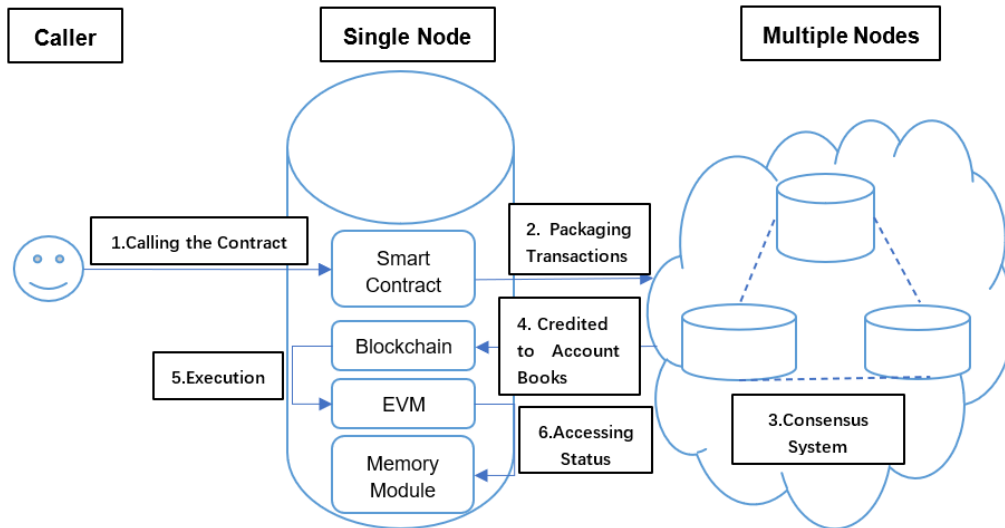 Caller
Single Node
Multiple Nodes
1.Calling the Contract
2. Packaging
Transactions
Smart
Contract
4. Credited
to Account
Books
Blockchain
5.Execution
EVM
3.Consensus
System
6.Accessing
Status
Memory
Module